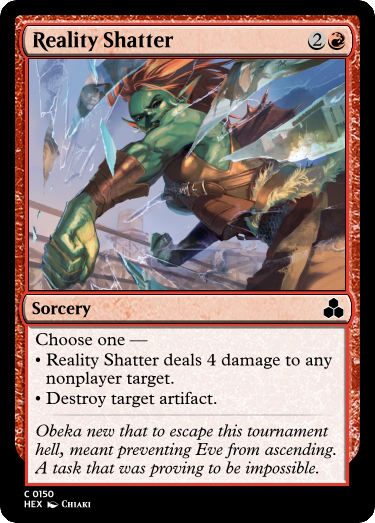 Reality Shatter 2
Sorcery
Choose one —
• Reality Shatter deals 4 damage to any
nonplayer target.
• Destroy target artifact.
Obeka new that to escape this tournament
hell, meant preventing Eve from ascending.
A task that was proving to be impossible.
C 0150
HEX Chiaki